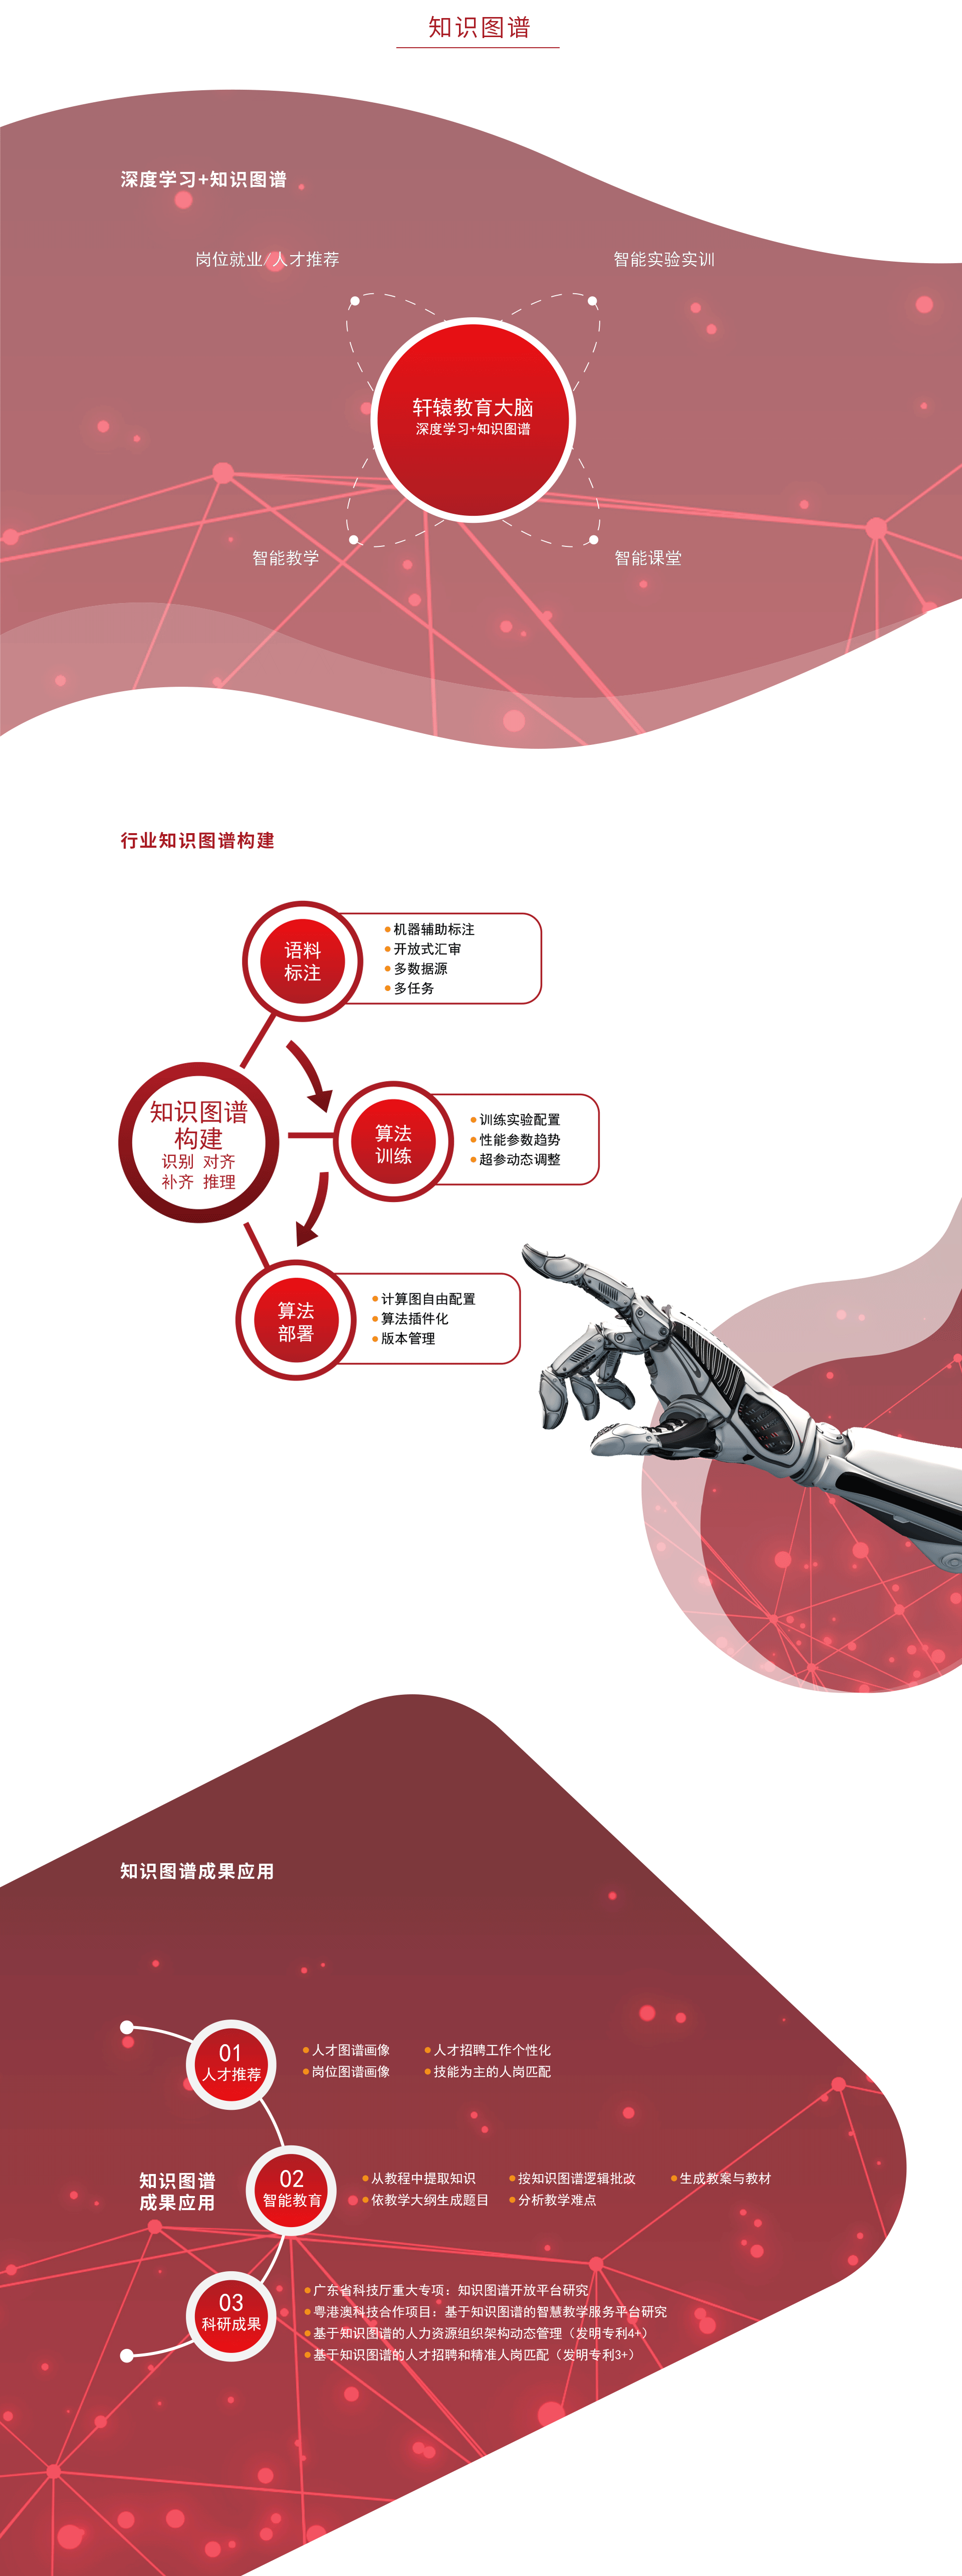 知识图谱
深度学习+知识图谱
岗位就业/人才推荐
智能实验实训
轩辕教育大脑
深度学习+知识图谱
智能教学
智能课堂
行业知识图谱构建
语料
标注
机器辅助标注
开放式汇审
多数据源
多任务
知识图谱
构建
识别 对齐
补齐 推理
算法
训练
训练实验配置
性能参数趋势
超参动态调整
算法
部署
计算图自由配置
算法插件化
版本管理
知识图谱成果应用
01
人才推荐
人才图谱画像 人才招聘工作个性化
岗位图谱画像 技能为主的人岗匹配
知识图谱
成果应用
02
智能教育
从教程中提取知识 按知识图谱逻辑批改 生成教案与教材
依教学大纲生成题目 分析教学难点
03
科研成果
广东省科技厅重大专项：知识图谱开放平台研究
粤港澳科技合作项目：基于知识图谱的智慧教学服务平台研究
基于知识图谱的人力资源组织架构动态管理（发明专利4+）
基于知识图谱的人才招聘和精准人岗匹配（发明专利3+）